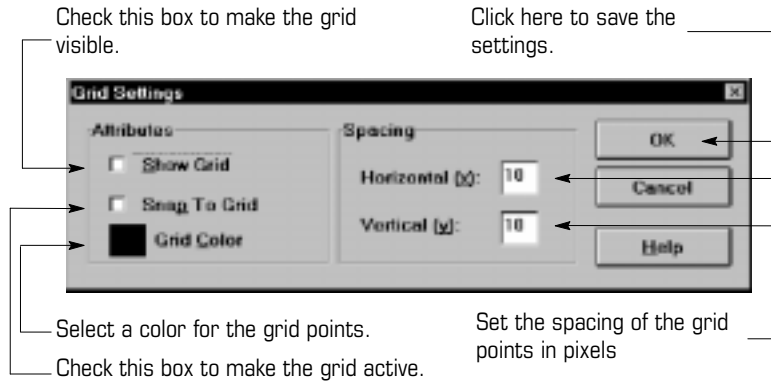 Check this box to make the grid
visible.
Click here to save the
settings.
Grid Settings
Attributes
Show Grid
Snap To Grid
Grid Color
Spacing
Horizontal (x): 10
Vertical (y): 10
OK
Cancel
Help
Select a color for the grid points.
Check this box to make the grid active.
Set the spacing of the grid
points in pixels